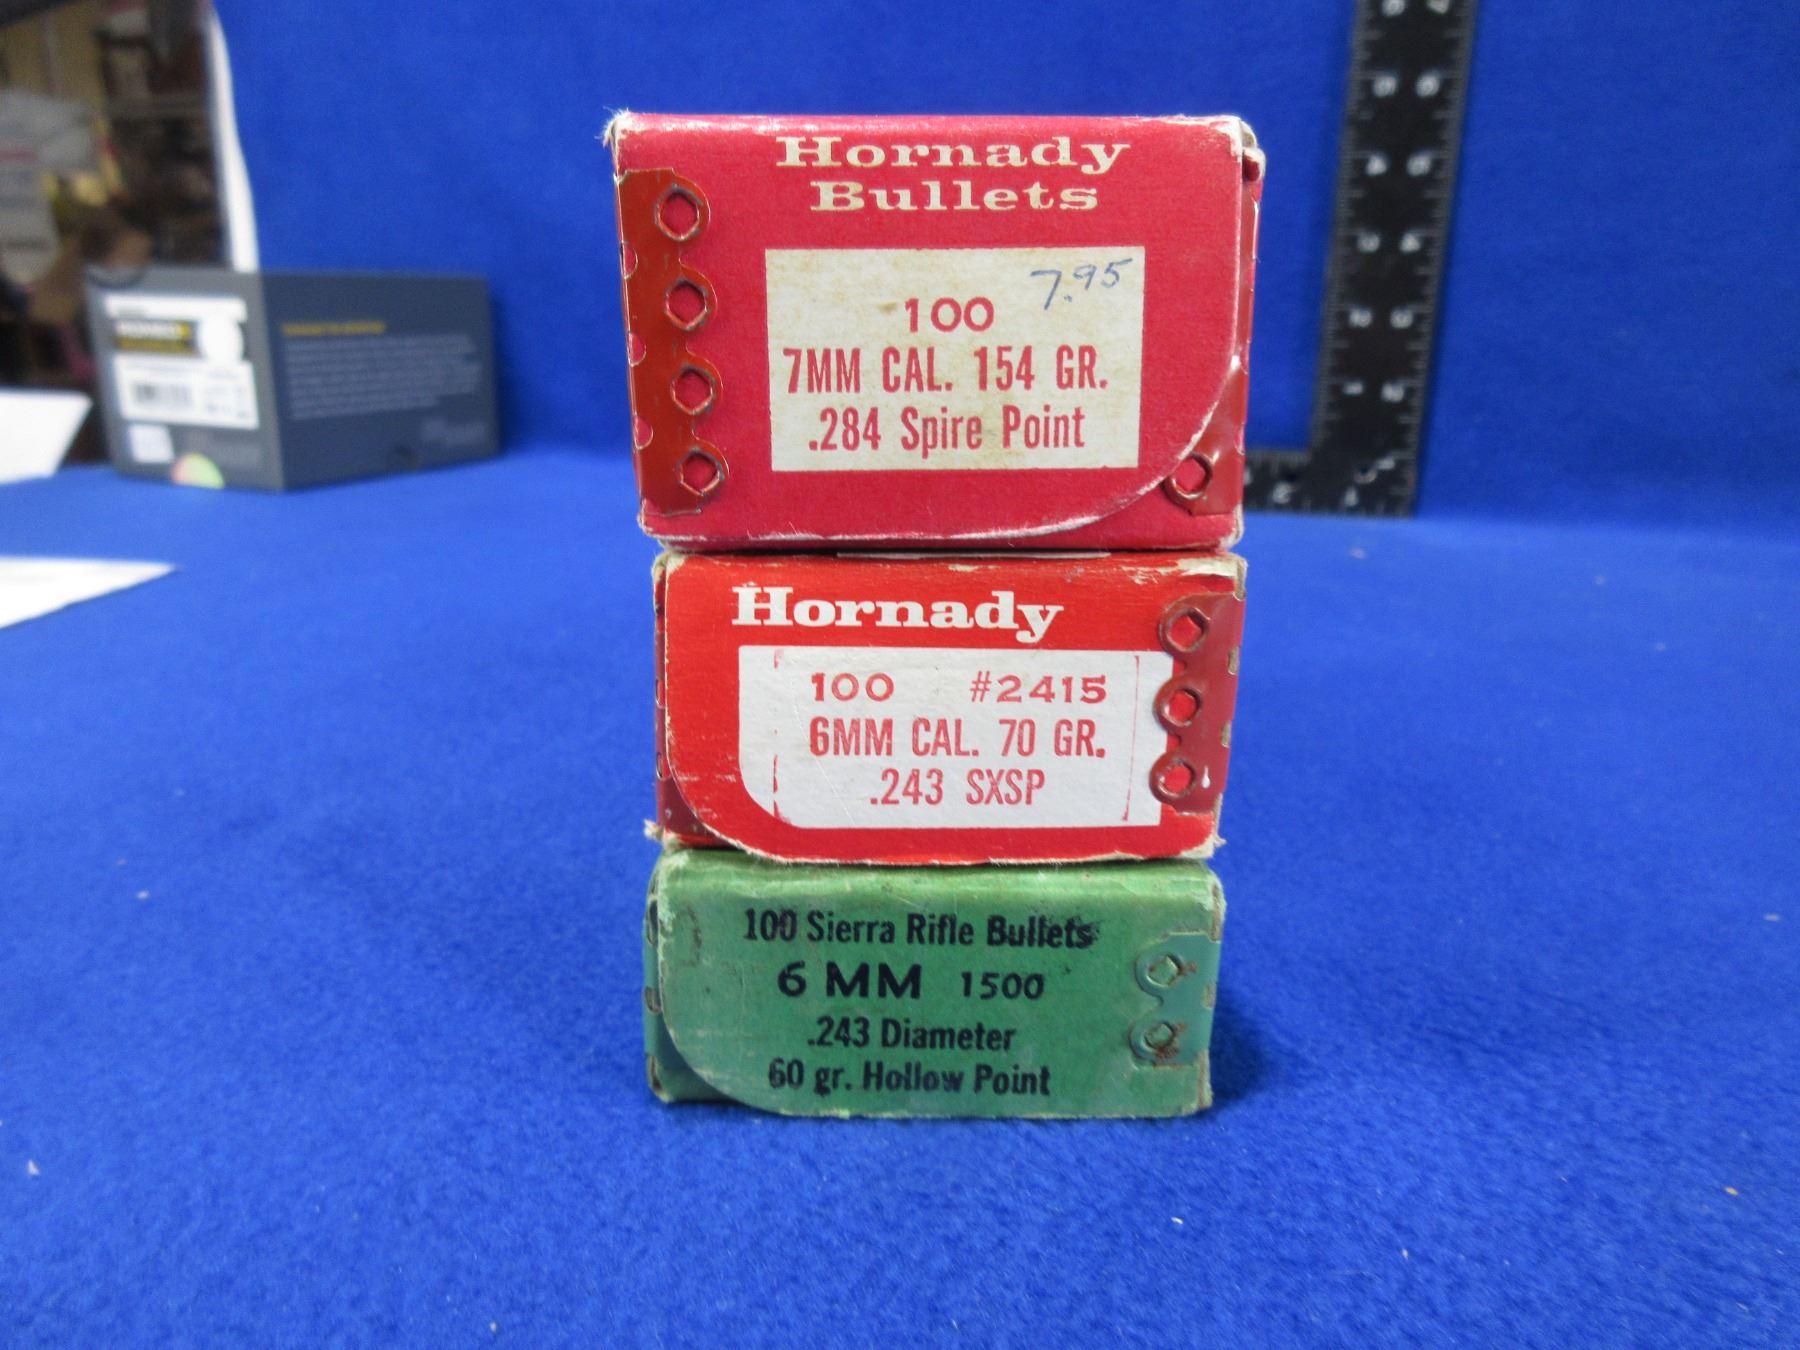 Hornady
Bullets
7.95
100
7MM CAL. 154 GR.
.284 Spire Point
Hornady
100 #2415
6MM CAL. 70 GR.
.243 SXSP
100 Sierra Rifle Bullets
6 MM 1500
.243 Diameter
60 gr. Hollow Point